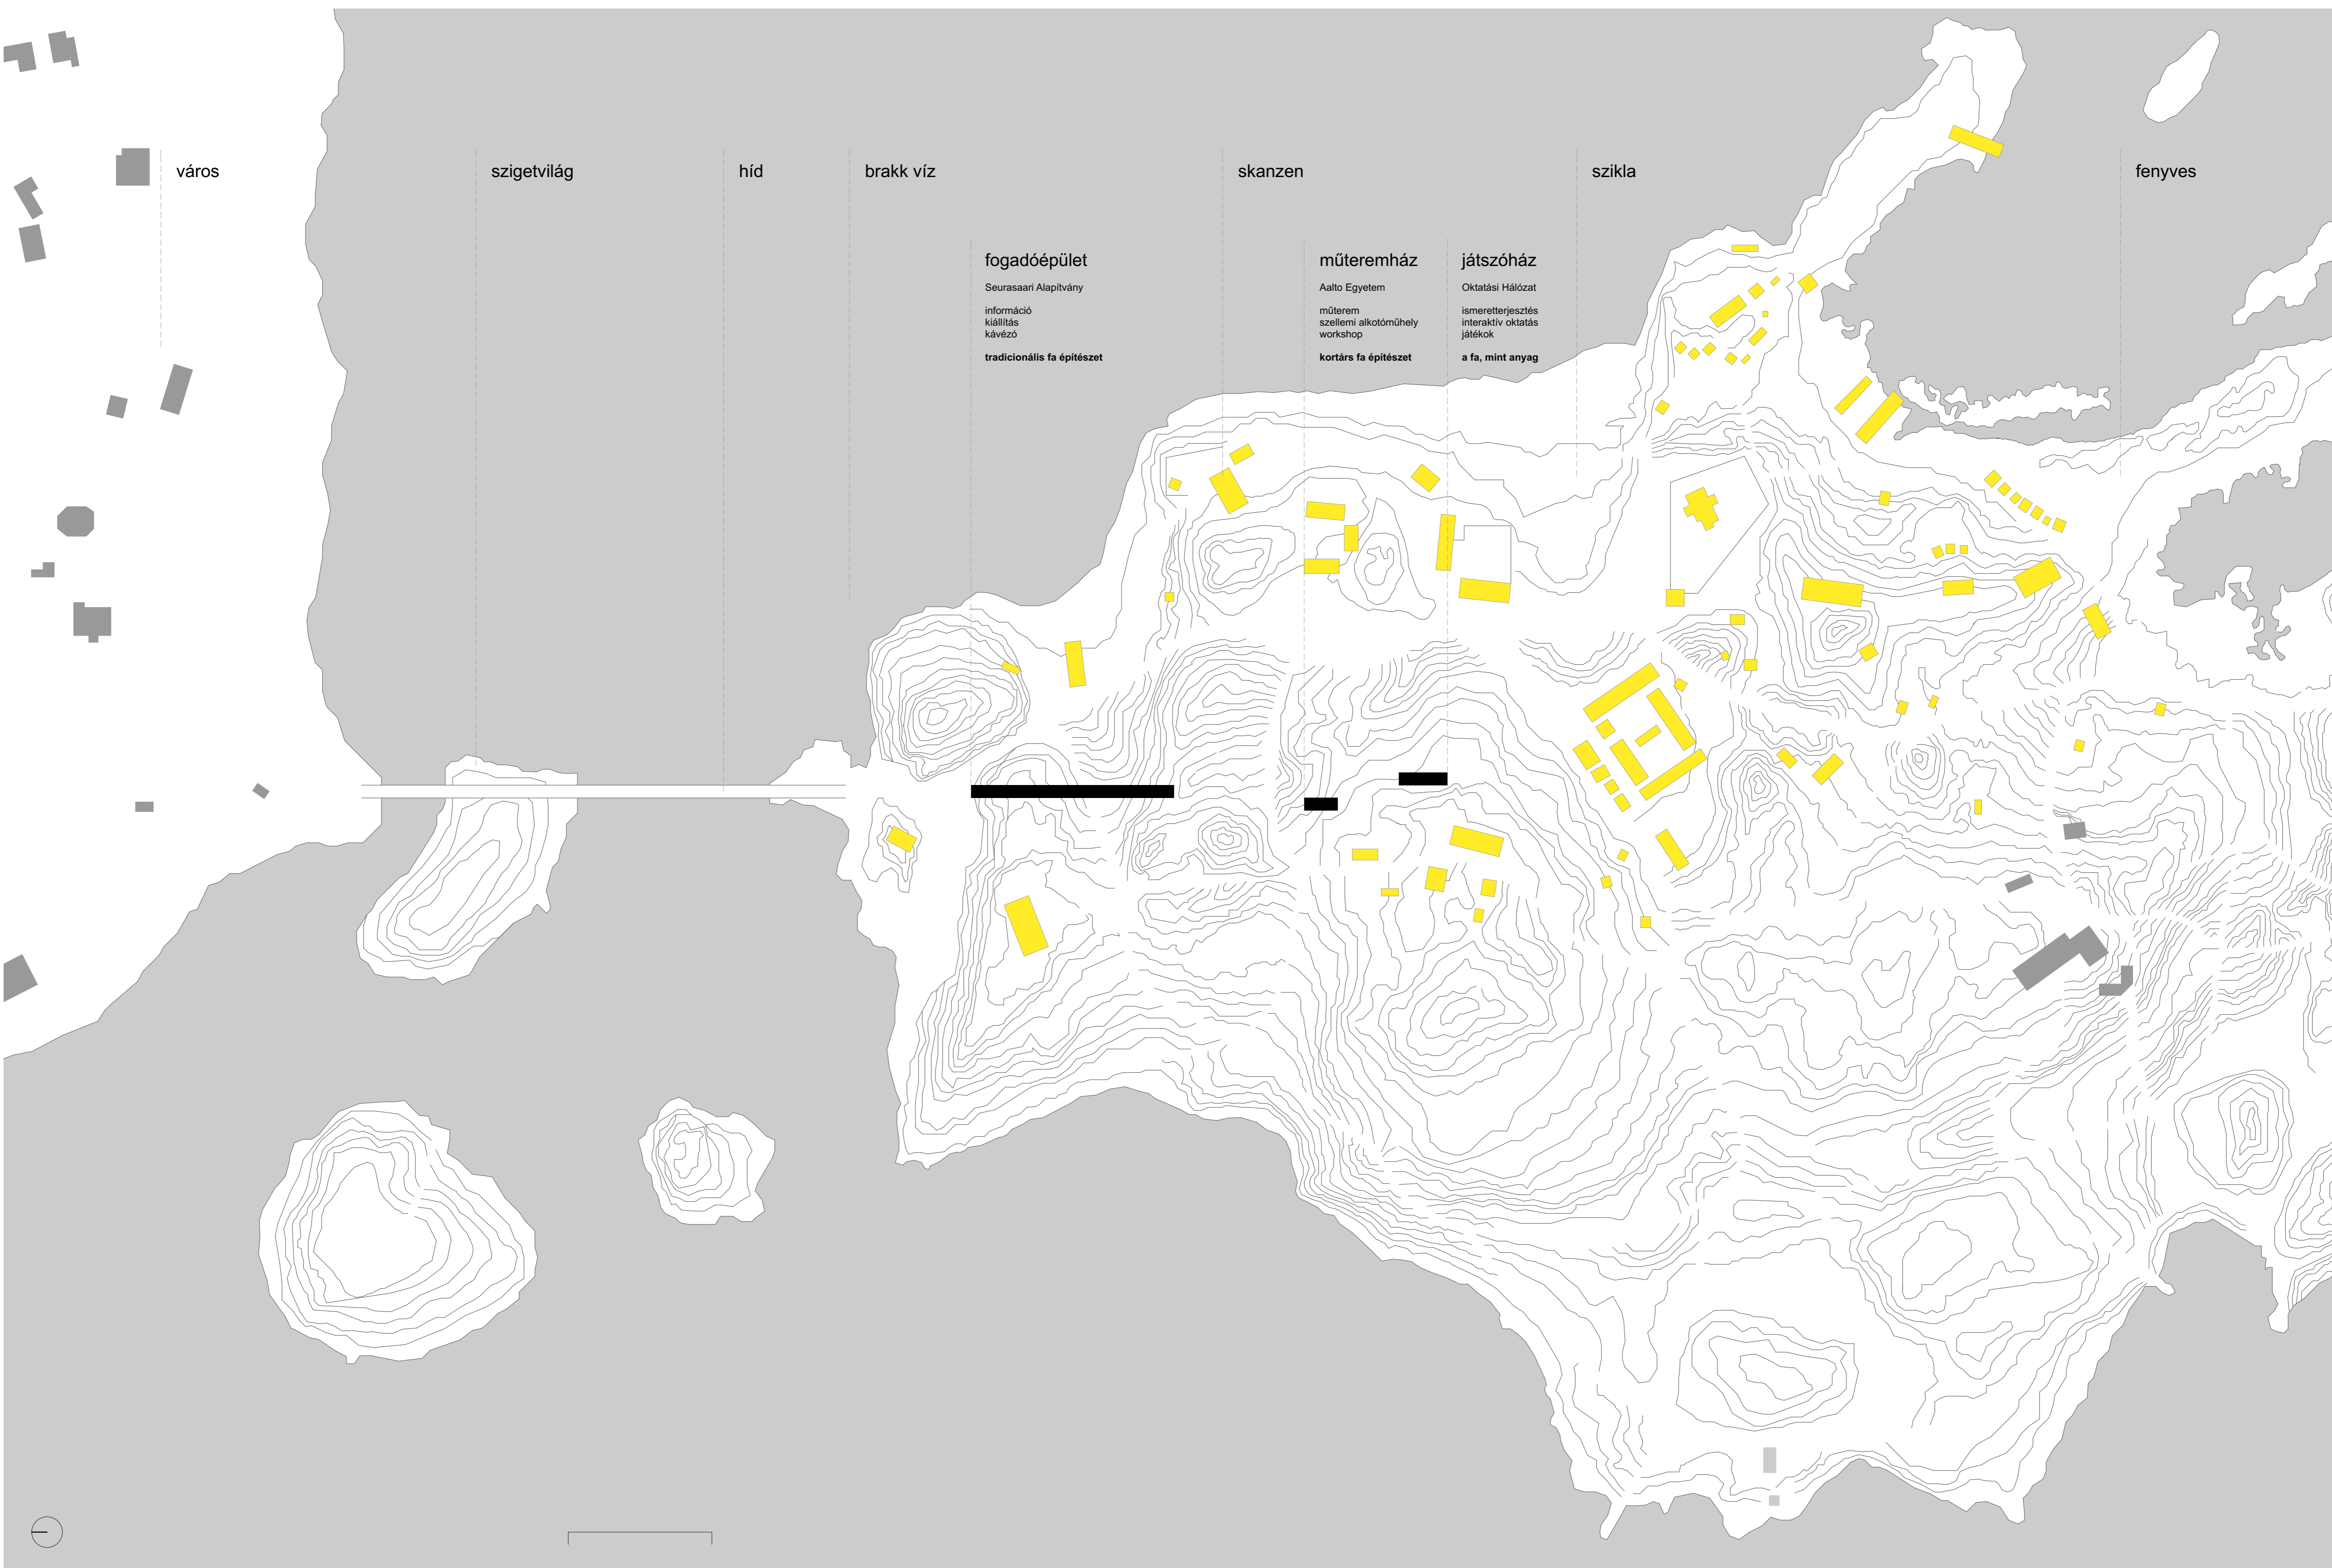 város
szigetvilág
híd
brakk víz
skanzen
szikla
fenyves
fogadóépület
Seurasaari Alapítvány
információ
kiállítás
kávézó
tradicionális fa építészet
műteremház
Aalto Egyetem
műterem
szellemi alkotóműhely
workshop
kortárs fa építészet
játszóház
Oktatási Hálózat
ismeretterjesztés
interaktív oktatás
játékok
a fa, mint anyag